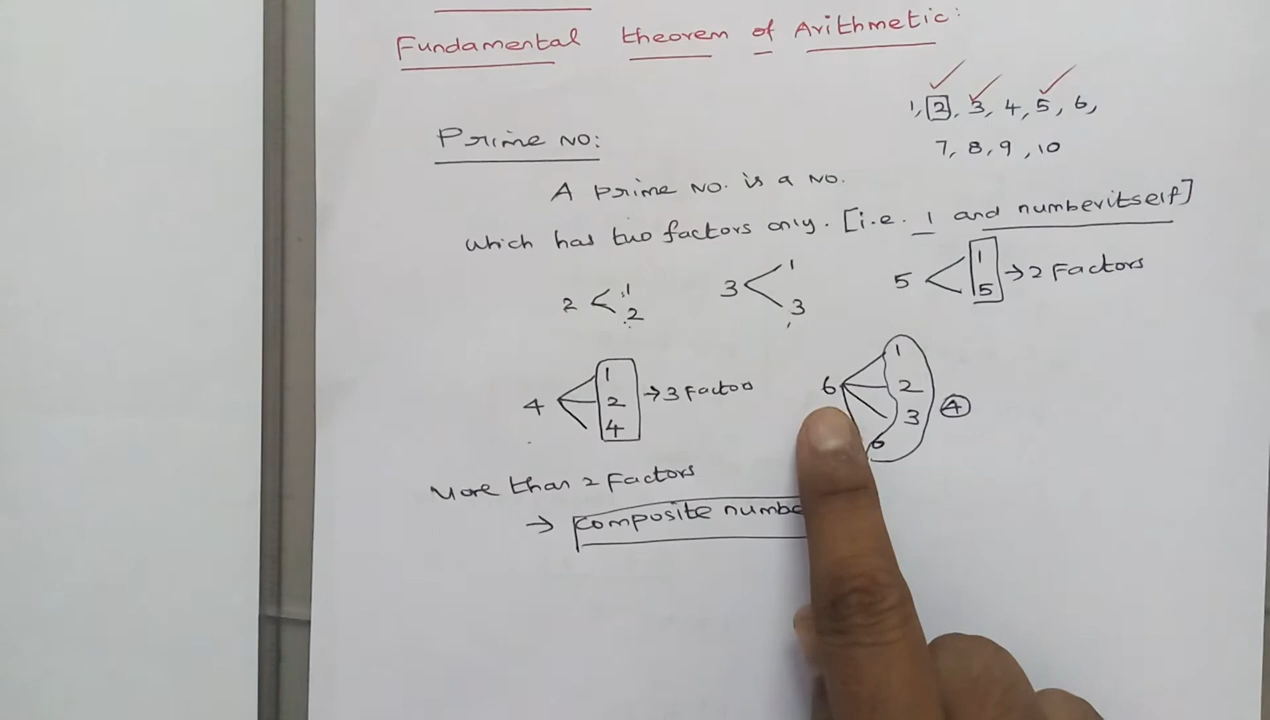 Fundamental theorem of Arithmetic:
1, 2, 3, 4, 5, 6,
7, 8, 9, 10
Prime NO:
A prime NO. is a NO.
which has two factors only. [i.e. 1 and numberitself]
2 < 1 2
3 < 1 3
5 < 1 5 → 2 Factors
4 < 1 2 4 → 3 Factors
6 < 1 2 3 6 4
More than 2 Factors
→ composite numbe